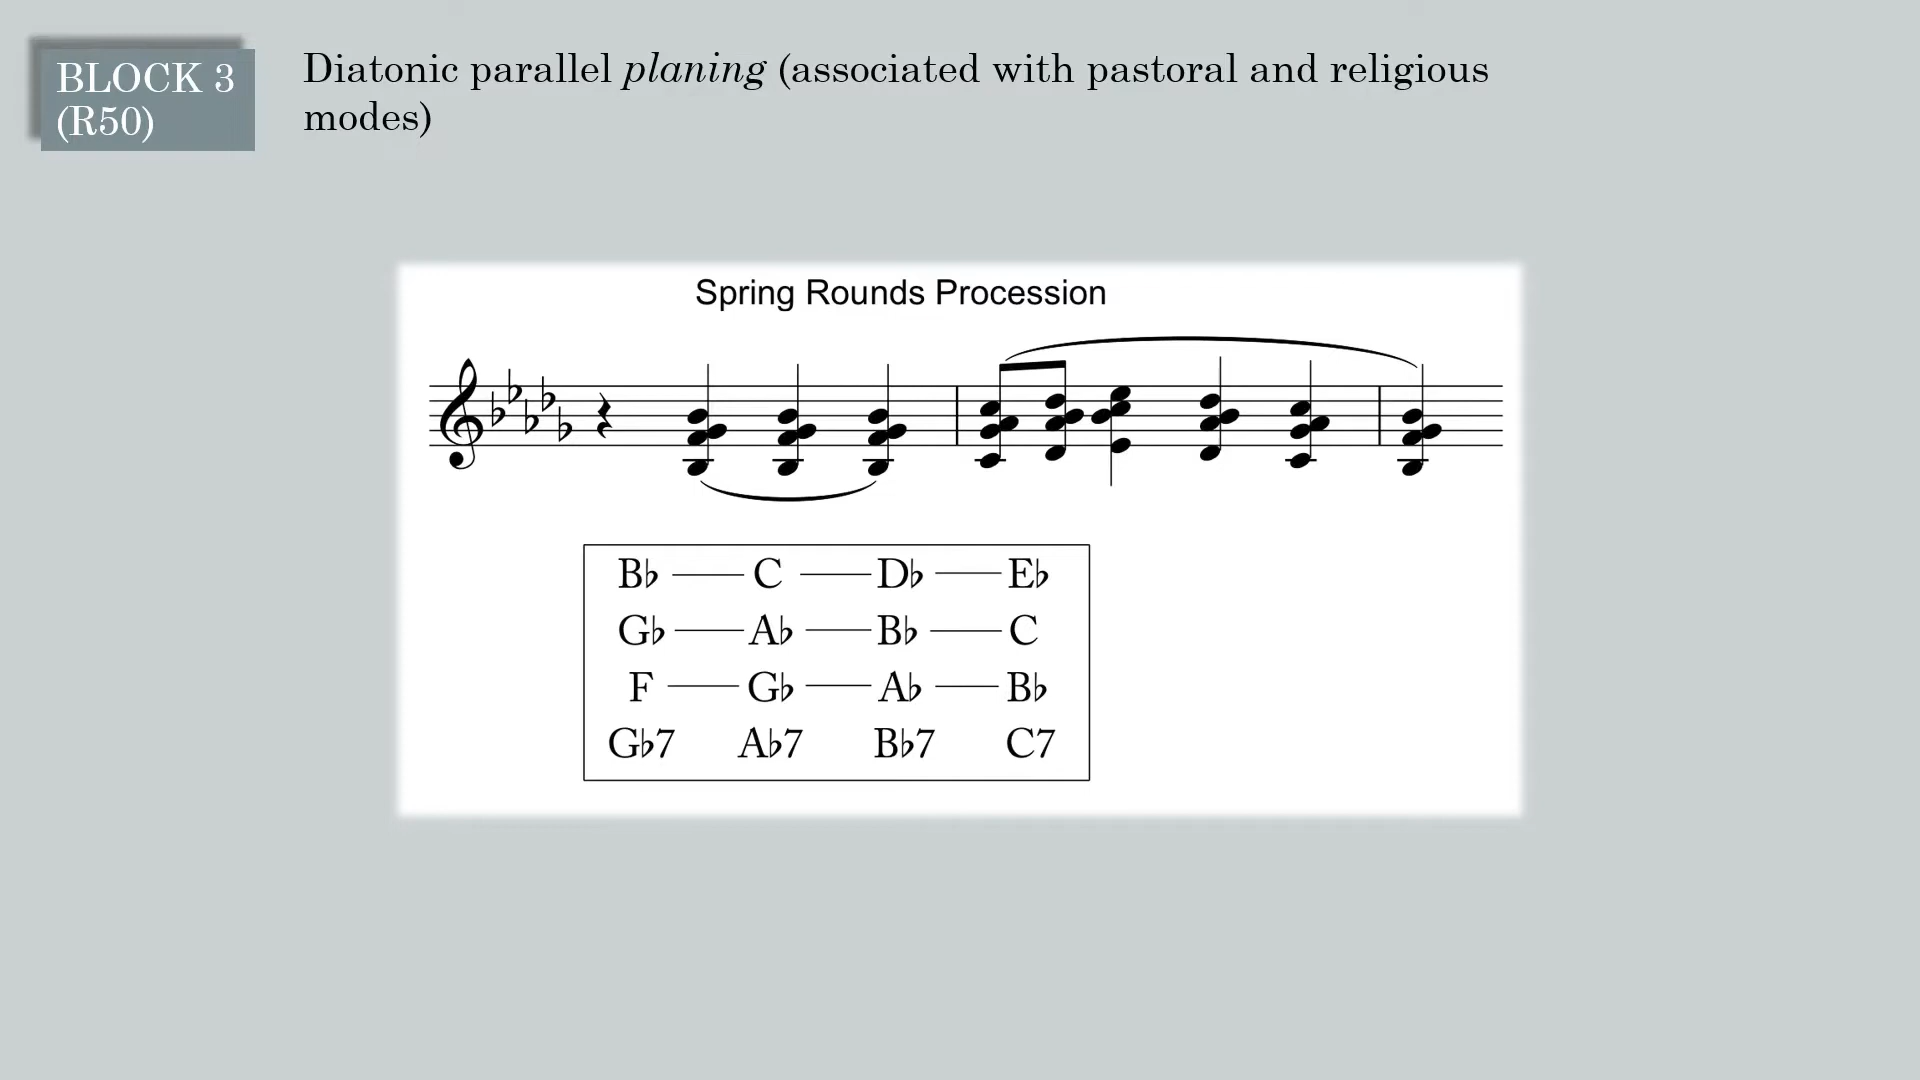 BLOCK 3
(R50)
Diatonic parallel planing (associated with pastoral and religious
modes)
Spring Rounds Procession
B♭ — C — D♭ — E♭
G♭ — A♭ — B♭ — C
F — G♭ — A♭ — B♭
G♭7 A♭7 B♭7 C7